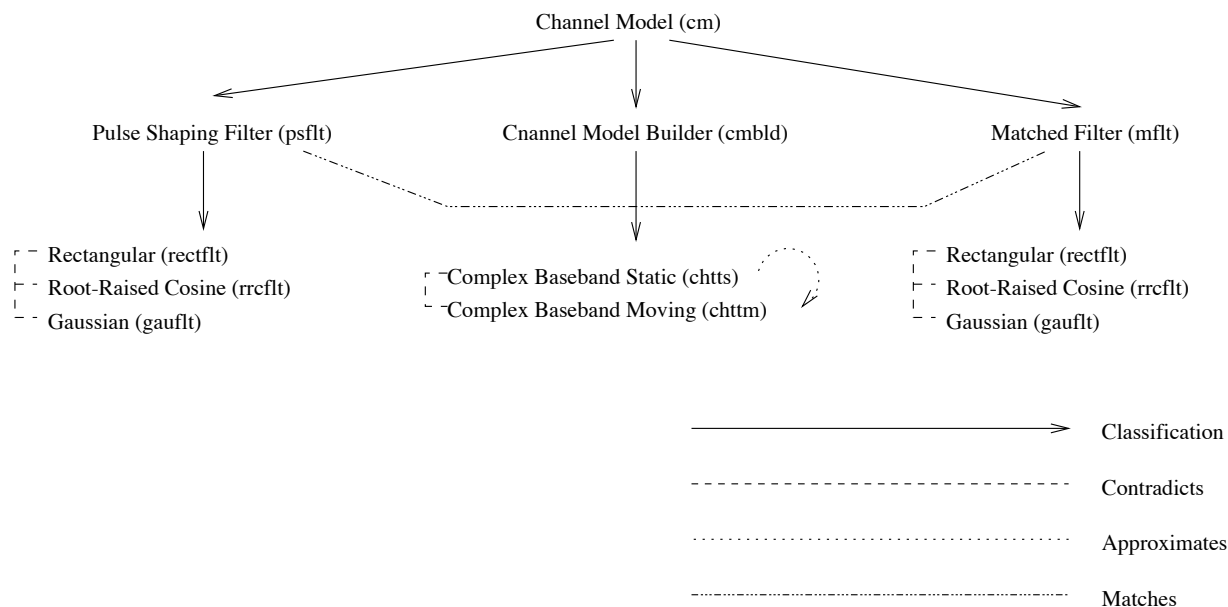 Channel Model (cm)
Pulse Shaping Filter (psflt)
Cnannel Model Builder (cmbld)
Matched Filter (mflt)
Rectangular (rectflt)
Root-Raised Cosine (rrcflt)
Gaussian (gauflt)
Complex Baseband Static (chtts)
Complex Baseband Moving (chttm)
Rectangular (rectflt)
Root-Raised Cosine (rrcflt)
Gaussian (gauflt)
Classification
Contradicts
Approximates
Matches